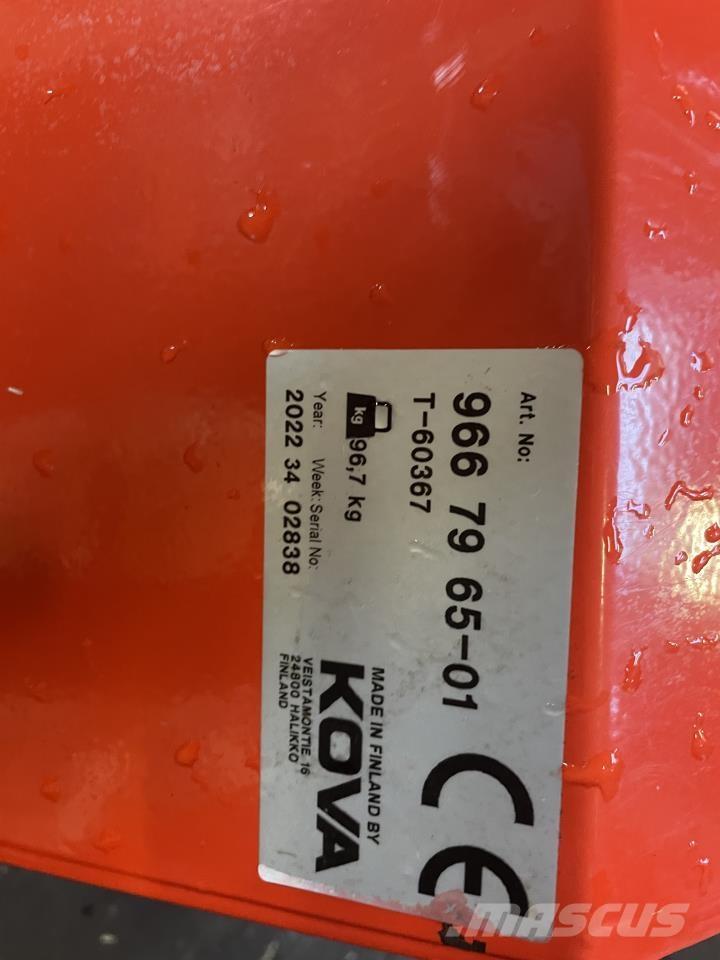 Art. No:
966 79 65-01
T-60367
kg 96,7 kg
Year: Week: Serial No:
2022 34 02838
CE
MADE IN FINLAND BY
KOVA
VEISTAMONTIE 16
24800 HALIKKO
FINLAND
MASCUS